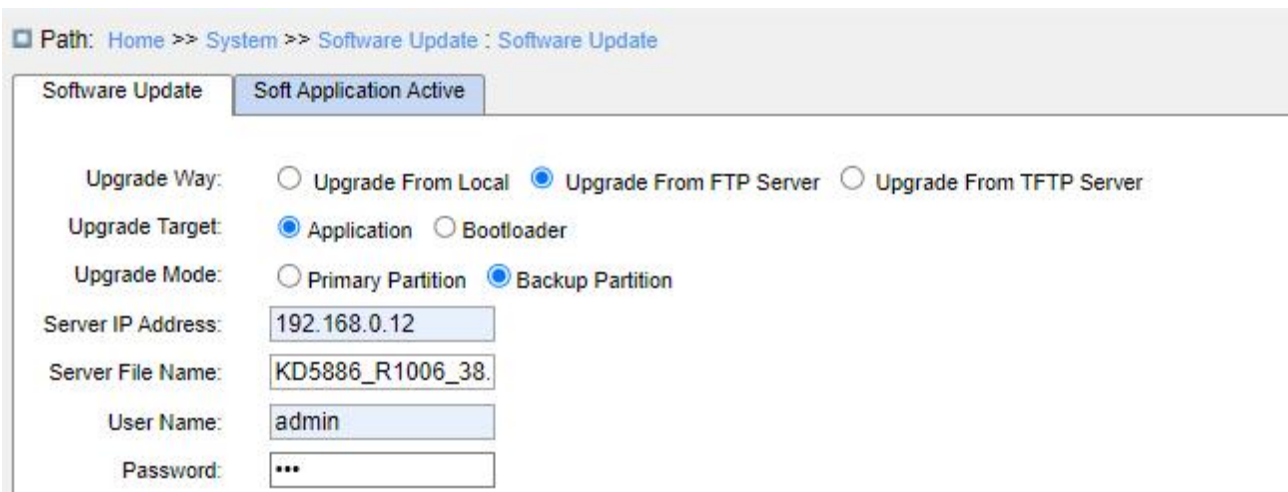 Path: Home >> System >> Software Update : Software Update
Software Update Soft Application Active
Upgrade Way: Upgrade From Local Upgrade From FTP Server Upgrade From TFTP Server
Upgrade Target: Application Bootloader
Upgrade Mode: Primary Partition Backup Partition
Server IP Address: 192.168.0.12
Server File Name: KD5886_R1006_38.
User Name: admin
Password: •••